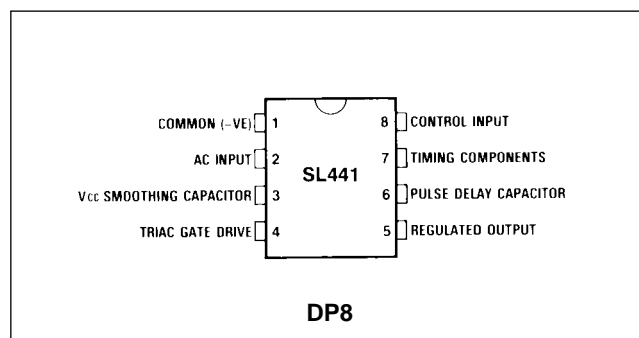 COMMON (-VE) 1 8 CONTROL INPUT
AC INPUT 2 7 TIMING COMPONENTS
SL441
Vcc SMOOTHING CAPACITOR 3 6 PULSE DELAY CAPACITOR
TRIAC GATE DRIVE 4 5 REGULATED OUTPUT
DP8